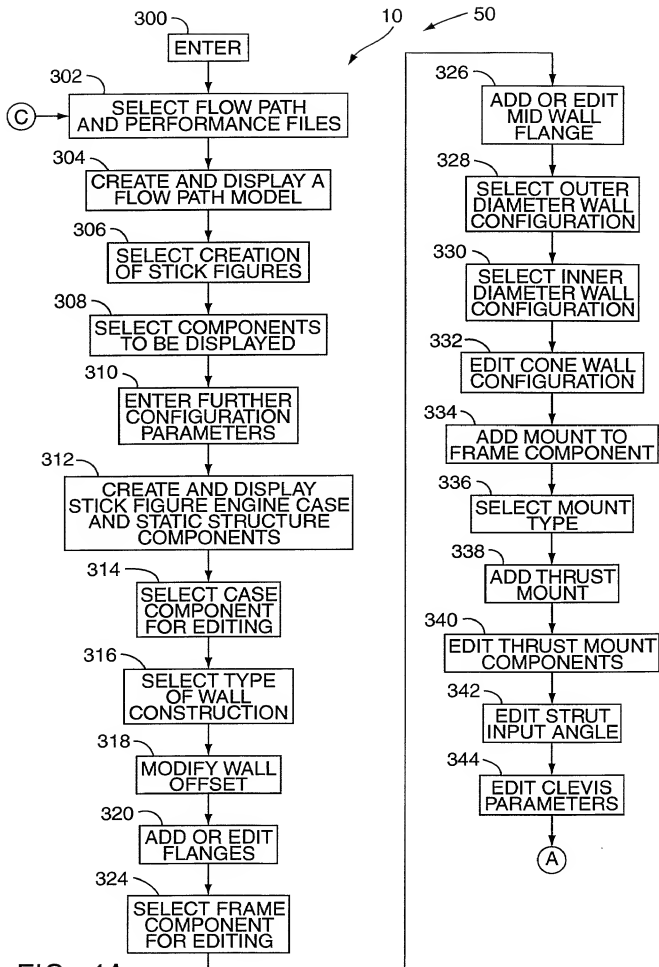 300
ENTER
10
50
302
C
SELECT FLOW PATH
AND PERFORMANCE FILES
304
CREATE AND DISPLAY A
FLOW PATH MODEL
306
SELECT CREATION
OF STICK FIGURES
308
SELECT COMPONENTS
TO BE DISPLAYED
310
ENTER FURTHER
CONFIGURATION
PARAMETERS
312
CREATE AND DISPLAY
STICK FIGURE ENGINE CASE
AND STATIC STRUCTURE
COMPONENTS
314
SELECT CASE
COMPONENT
FOR EDITING
316
SELECT TYPE
OF WALL
CONSTRUCTION
318
MODIFY WALL
OFFSET
320
ADD OR EDIT
FLANGES
324
SELECT FRAME
COMPONENT
FOR EDITING
326
ADD OR EDIT
MID WALL
FLANGE
328
SELECT OUTER
DIAMETER WALL
CONFIGURATION
330
SELECT INNER
DIAMETER WALL
CONFIGURATION
332
EDIT CONE WALL
CONFIGURATION
334
ADD MOUNT TO
FRAME COMPONENT
336
SELECT MOUNT
TYPE
338
ADD THRUST
MOUNT
340
EDIT THRUST MOUNT
COMPONENTS
342
EDIT STRUT
INPUT ANGLE
344
EDIT CLEVIS
PARAMETERS
A